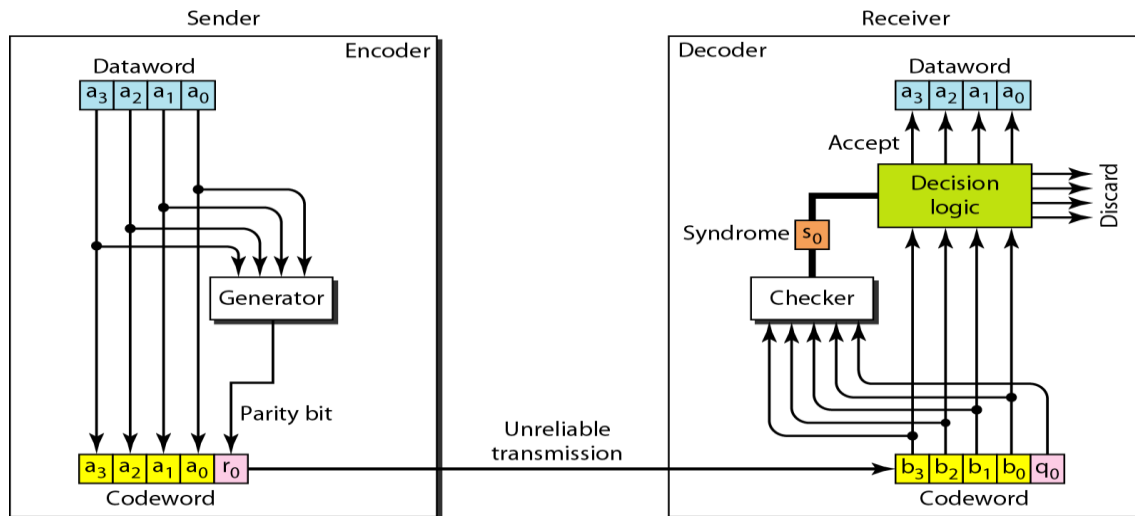 Sender
Encoder
Dataword
a₃ a₂ a₁ a₀
Generator
Parity bit
a₃ a₂ a₁ a₀ r₀
Codeword
Unreliable
transmission
Receiver
Decoder
Dataword
a₃ a₂ a₁ a₀
Accept
Decision
logic
Discard
Syndrome s₀
Checker
b₃ b₂ b₁ b₀ q₀
Codeword